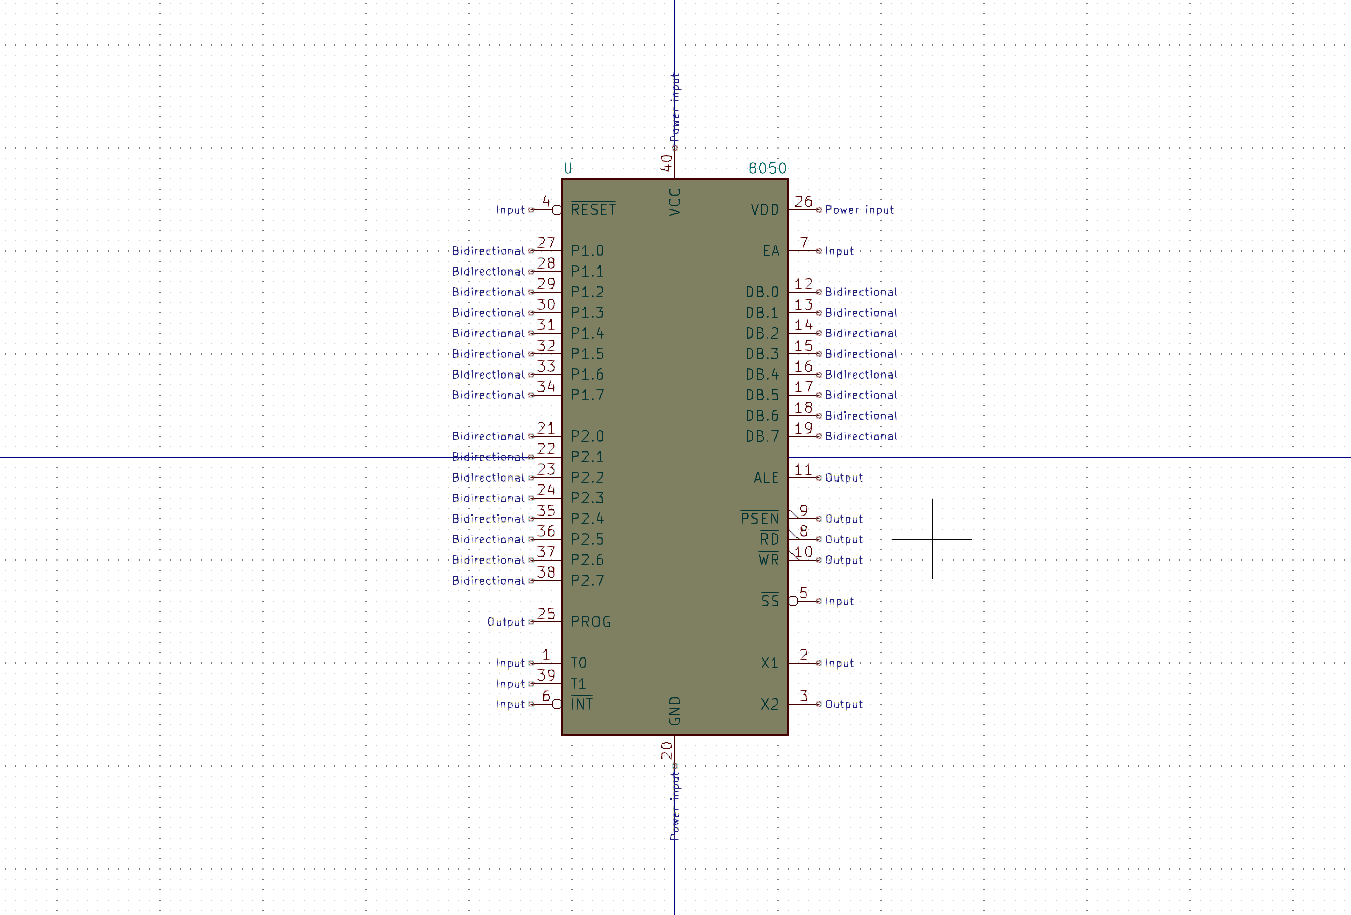 Power input
40
U 8050
VCC
Input 4 RESET VDD 26 Power input
Bidirectional 27 P1.0 EA 7 Input
Bidirectional 28 P1.1
Bidirectional 29 P1.2 DB.0 12 Bidirectional
Bidirectional 30 P1.3 DB.1 13 Bidirectional
Bidirectional 31 P1.4 DB.2 14 Bidirectional
Bidirectional 32 P1.5 DB.3 15 Bidirectional
Bidirectional 33 P1.6 DB.4 16 Bidirectional
Bidirectional 34 P1.7 DB.5 17 Bidirectional
DB.6 18 Bidirectional
Bidirectional 21 P2.0 DB.7 19 Bidirectional
Bidirectional 22 P2.1
Bidirectional 23 P2.2 ALE 11 Output
Bidirectional 24 P2.3
Bidirectional 35 P2.4 PSEN 9 Output
Bidirectional 36 P2.5 RD 8 Output
Bidirectional 37 P2.6 WR 10 Output
Bidirectional 38 P2.7
SS 5 Input
Output 25 PROG
Input 1 T0 X1 2 Input
Input 39 T1
Input 6 INT X2 3 Output
GND
20
Power input